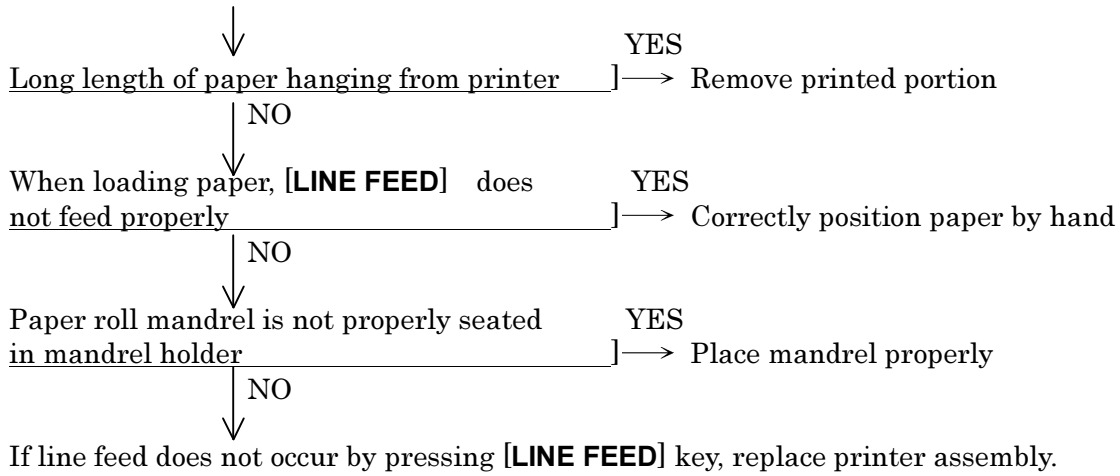 YES
Long length of paper hanging from printer ]→ Remove printed portion
NO
When loading paper, [LINE FEED] does YES
not feed properly ]→ Correctly position paper by hand
NO
Paper roll mandrel is not properly seated YES
in mandrel holder ]→ Place mandrel properly
NO
If line feed does not occur by pressing [LINE FEED] key, replace printer assembly.